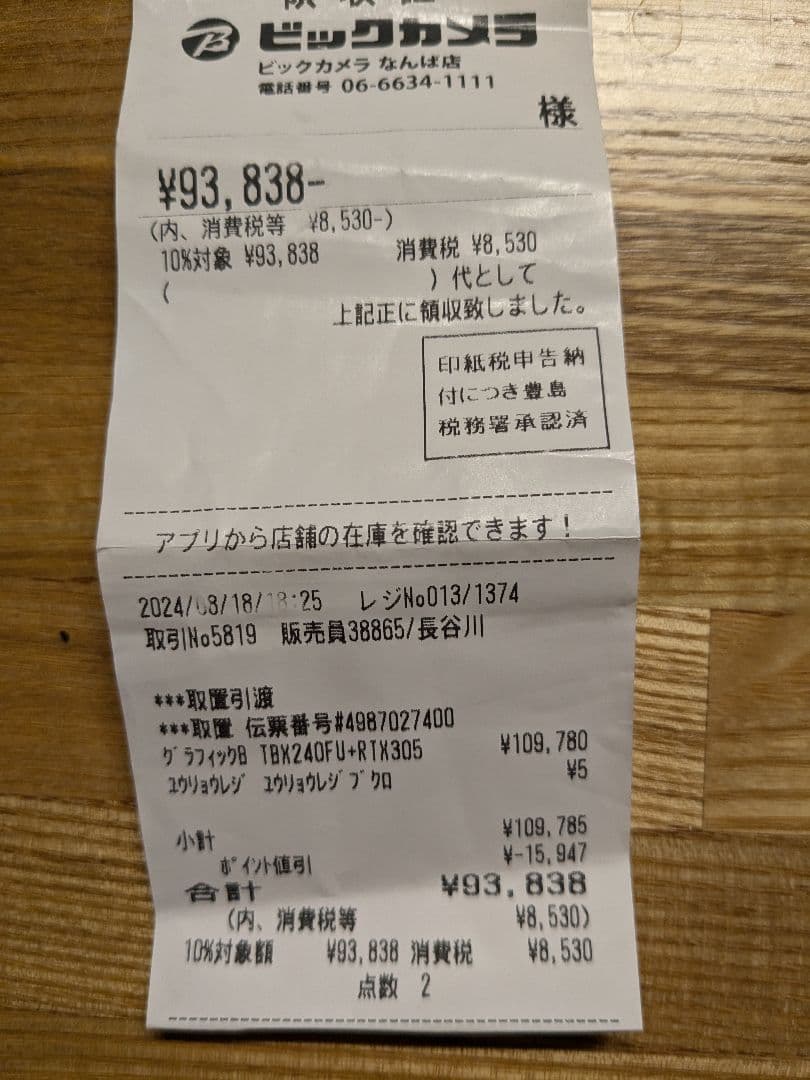 ビックカメラ
ビックカメラ なんば店
電話番号 06-6634-1111
様
¥93,838-
(内、消費税等 ¥8,530-)
10%対象 ¥93,838 消費税 ¥8,530
( )代として
上記正に領収致しました。
印紙税申告納
付につき豊島
税務署承認済
アプリから店舗の在庫を確認できます!
2024/08/18/18:25 レジNo013/1374
取引No5819 販売員38865/長谷川
***取置引渡
***取置 伝票番号#4987027400
グラフィックB TBX240FU+RTX305 ¥109,780
ユウリョウレジ ユウリョウレジブクロ ¥5
小計 ¥109,785
ポイント値引 ¥-15,947
合計 ¥93,838
(内、消費税等 ¥8,530)
10%対象額 ¥93,838 消費税 ¥8,530
点数 2